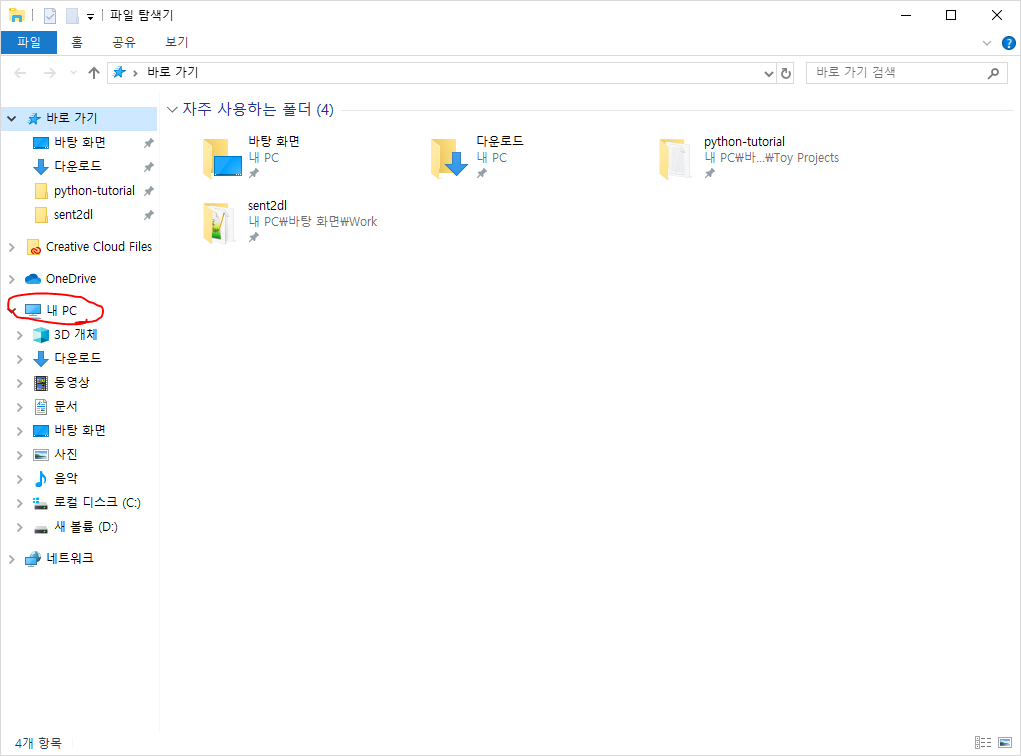 파일 탐색기
파일 홈 공유 보기
바로 가기
바로 가기 검색
바로 가기
바탕 화면
다운로드
python-tutorial
sent2dl
Creative Cloud Files
OneDrive
내 PC
3D 개체
다운로드
동영상
문서
바탕 화면
사진
음악
로컬 디스크 (C:)
새 볼륨 (D:)
네트워크
자주 사용하는 폴더 (4)
바탕 화면
내 PC
다운로드
내 PC
python-tutorial
내 PC₩바...₩Toy Projects
sent2dl
내 PC₩바탕 화면₩Work
4개 항목